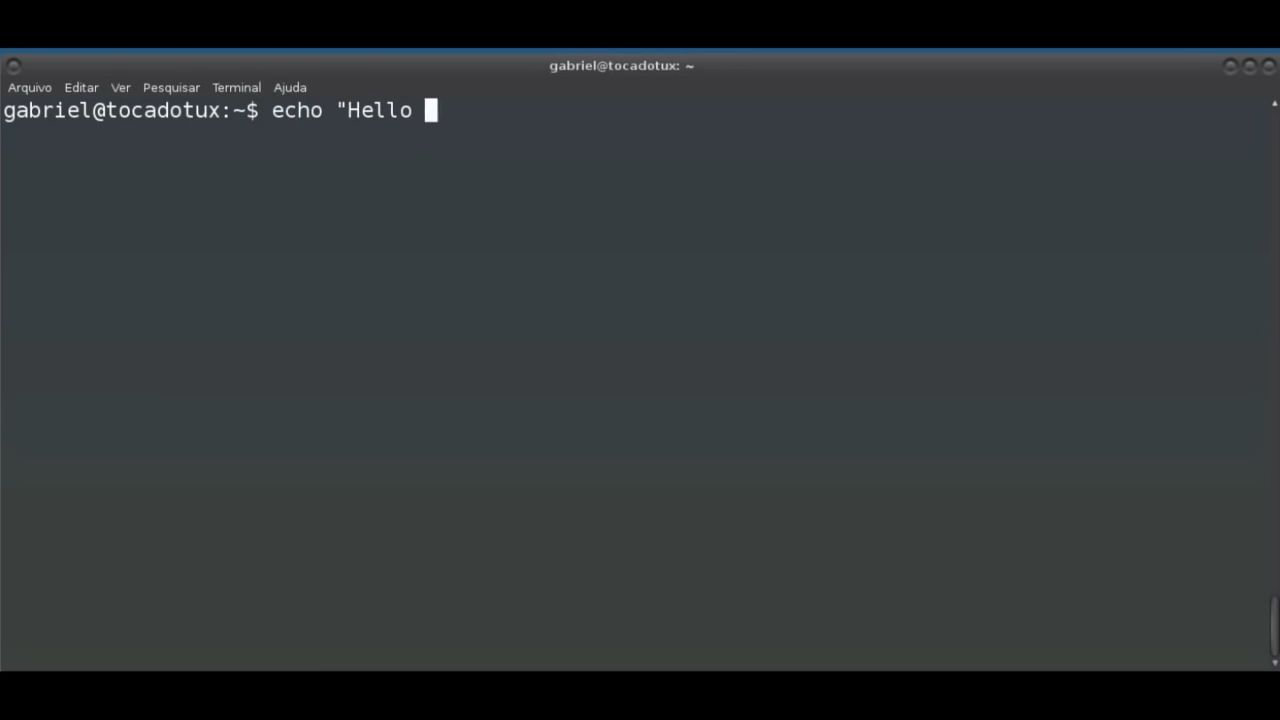 gabriel@tocadotux: ~
Arquivo Editar Ver Pesquisar Terminal Ajuda
gabriel@tocadotux:~$ echo "Hello